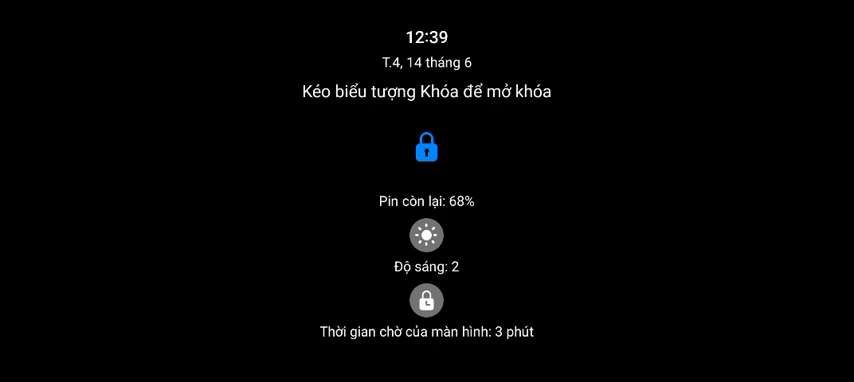 12:39
T.4, 14 tháng 6
Kéo biểu tượng Khóa để mở khóa
Pin còn lại: 68%
Độ sáng: 2
Thời gian chờ của màn hình: 3 phút